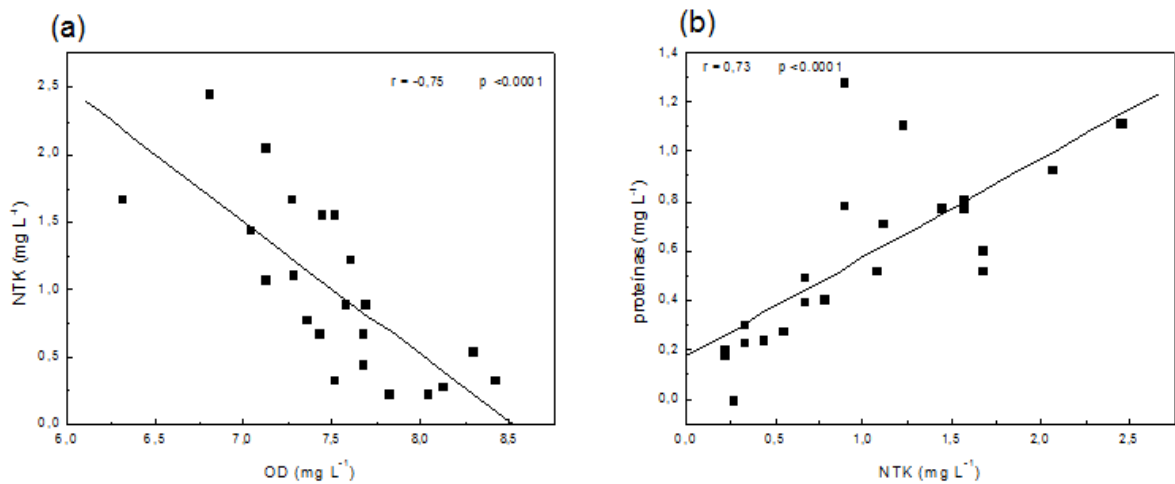 (a)
r = -0,75 p <0.0001
NTK (mg L-1)
2,5
2,0
1,5
1,0
0,5
0,0
6,0 6,5 7,0 7,5 8,0 8,5
OD (mg L-1)
(b)
r = 0,73 p <0.0001
proteínas (mg L-1)
1,4
1,2
1,0
0,8
0,6
0,4
0,2
0,0
0,0 0,5 1,0 1,5 2,0 2,5
NTK (mg L-1)